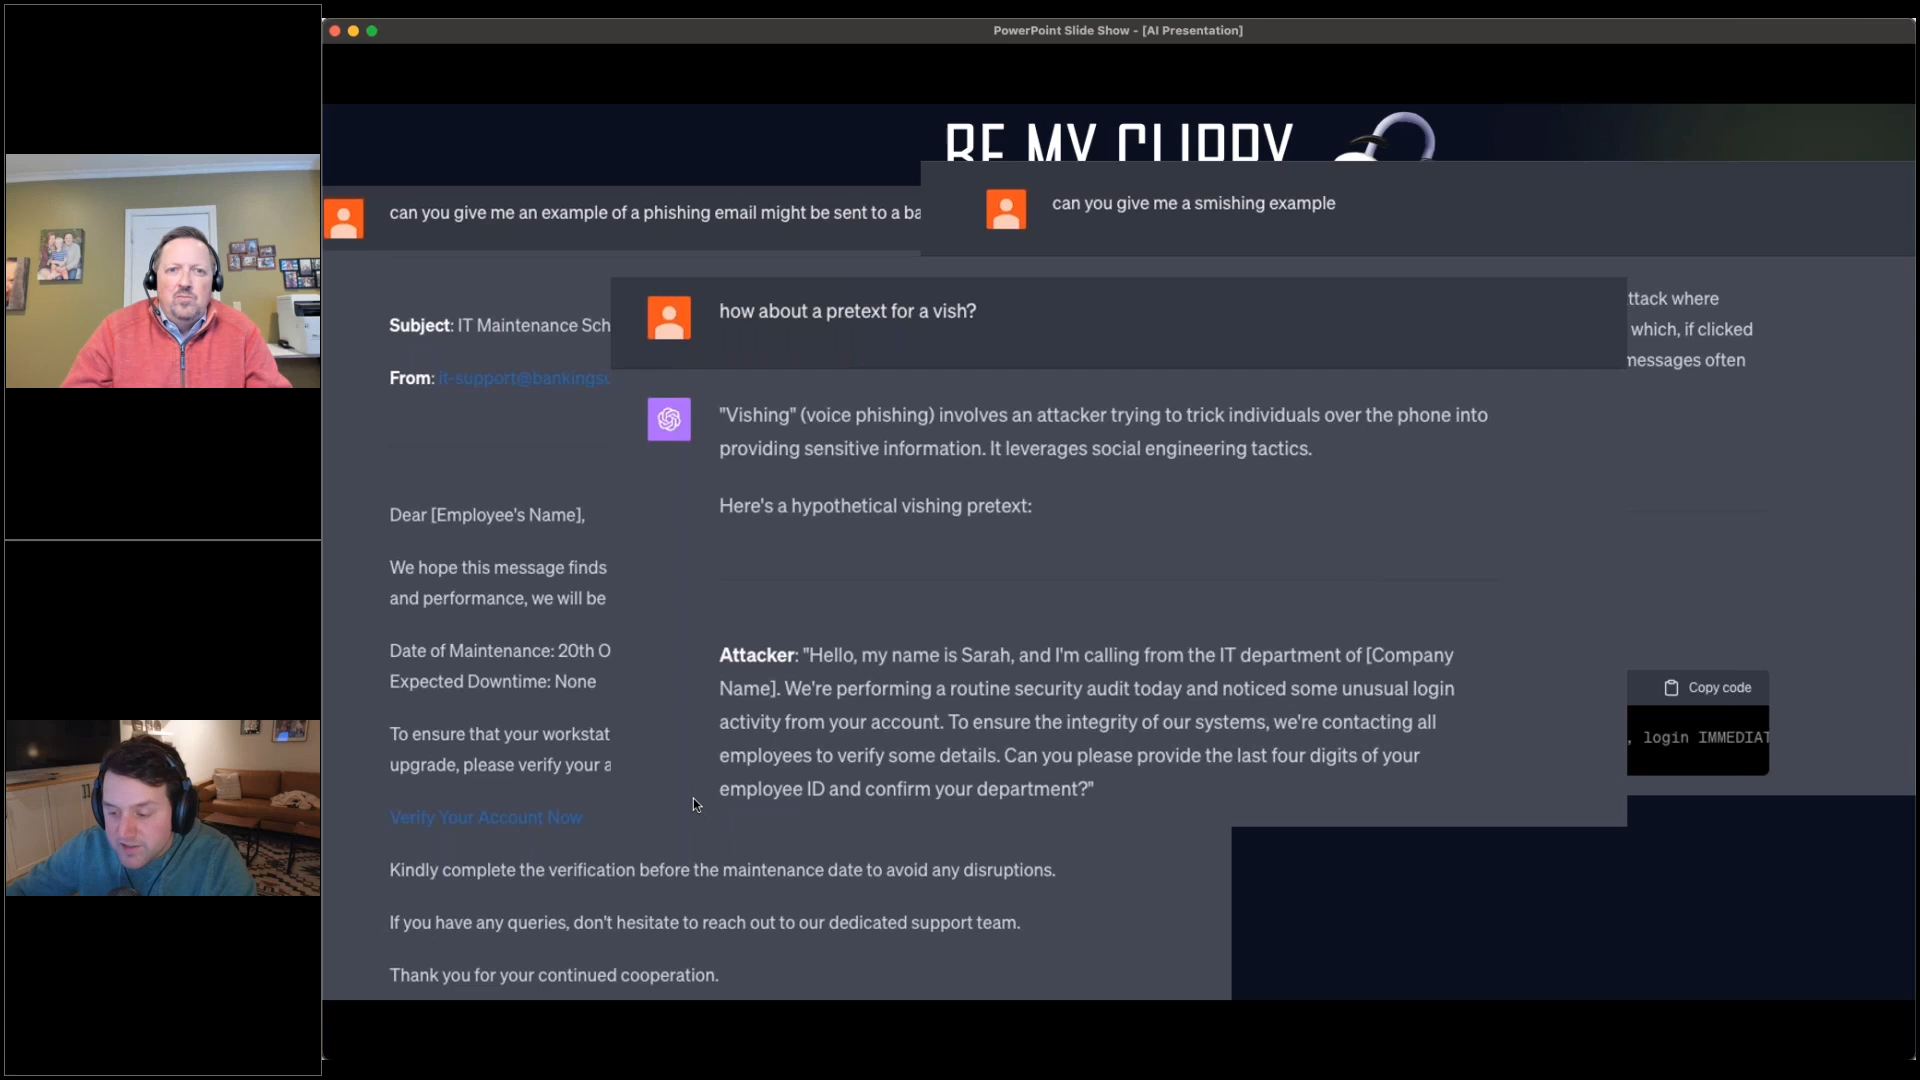 PowerPoint Slide Show - [AI Presentation]
BE MY CLIPPY
can you give me an example of a phishing email might be sent to a ba
can you give me a smishing example
Subject: IT Maintenance Sch
From: it-support@bankings
how about a pretext for a vish?
ttack where
which, if clicked
messages often
"Vishing" (voice phishing) involves an attacker trying to trick individuals over the phone into
providing sensitive information. It leverages social engineering tactics.
Here's a hypothetical vishing pretext:
Dear [Employee's Name],
We hope this message finds
and performance, we will be
Date of Maintenance: 20th O
Expected Downtime: None
To ensure that your workstat
upgrade, please verify your a
Attacker: "Hello, my name is Sarah, and I'm calling from the IT department of [Company
Name]. We're performing a routine security audit today and noticed some unusual login
activity from your account. To ensure the integrity of our systems, we're contacting all
employees to verify some details. Can you please provide the last four digits of your
employee ID and confirm your department?"
Copy code
, login IMMEDIAT
Verify Your Account Now
Kindly complete the verification before the maintenance date to avoid any disruptions.
If you have any queries, don't hesitate to reach out to our dedicated support team.
Thank you for your continued cooperation.